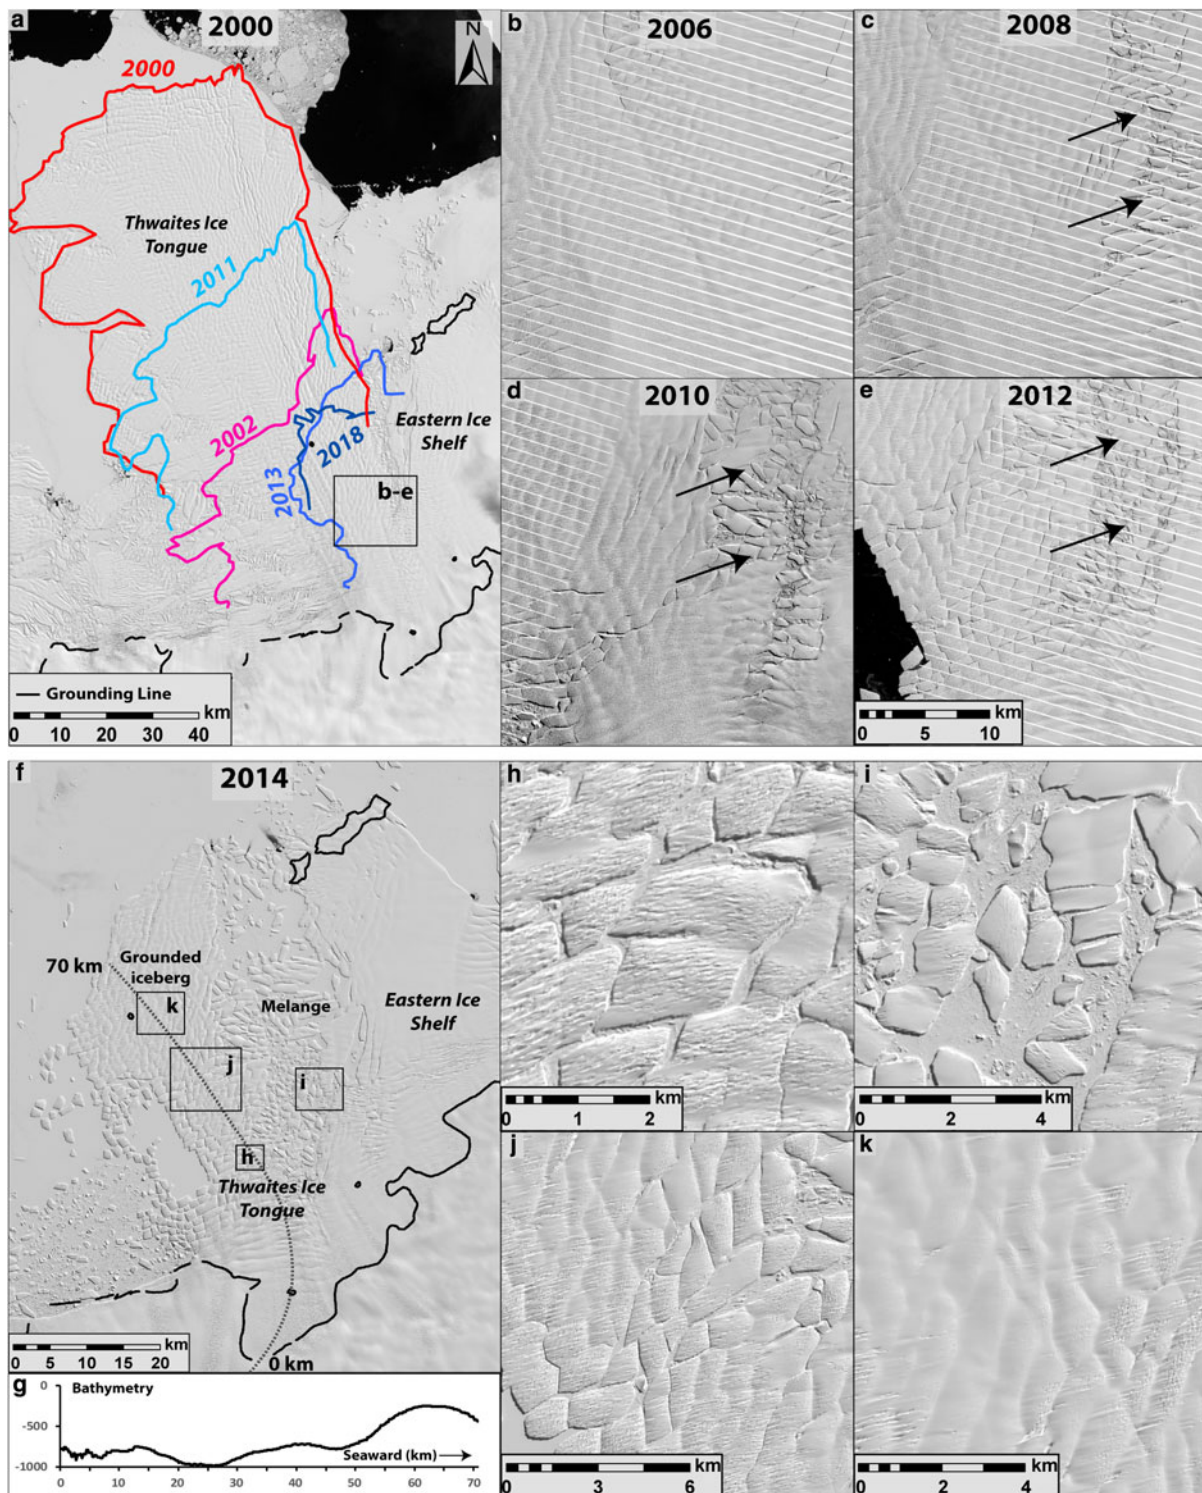 a
2000
N
2000
Thwaites Ice
Tongue
2011
2002
2013
2018
Eastern Ice
Shelf
b-e
Grounding Line
km
0 10 20 30 40
b
2006
c
2008
d
2010
e
2012
km
0 5 10
f
2014
70 km
Grounded
iceberg
k
Melange
Eastern Ice
Shelf
j
i
h
Thwaites Ice
Tongue
km
0 5 10 15 20
0 km
g
Bathymetry
0
-500
-1000
Seaward (km)
0 10 20 30 40 50 60 70
h
km
0 1 2
i
km
0 2 4
j
km
0 3 6
k
km
0 2 4